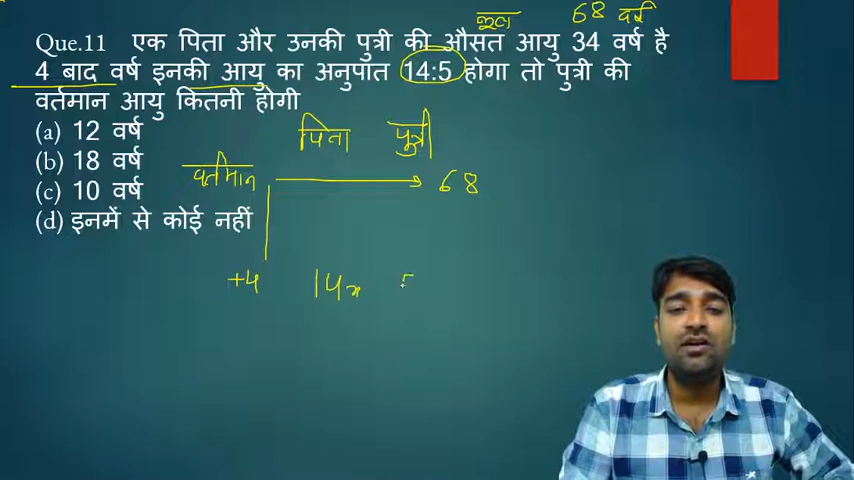 कुल 68 वर्ष
Que.11 एक पिता और उनकी पुत्री की औसत आयु 34 वर्ष है
4 बाद वर्ष इनकी आयु का अनुपात 14:5 होगा तो पुत्री की
वर्तमान आयु कितनी होगी
(a) 12 वर्ष
(b) 18 वर्ष
(c) 10 वर्ष
(d) इनमें से कोई नहीं
पिता पुत्री
वर्तमान 68
+4 14x 5